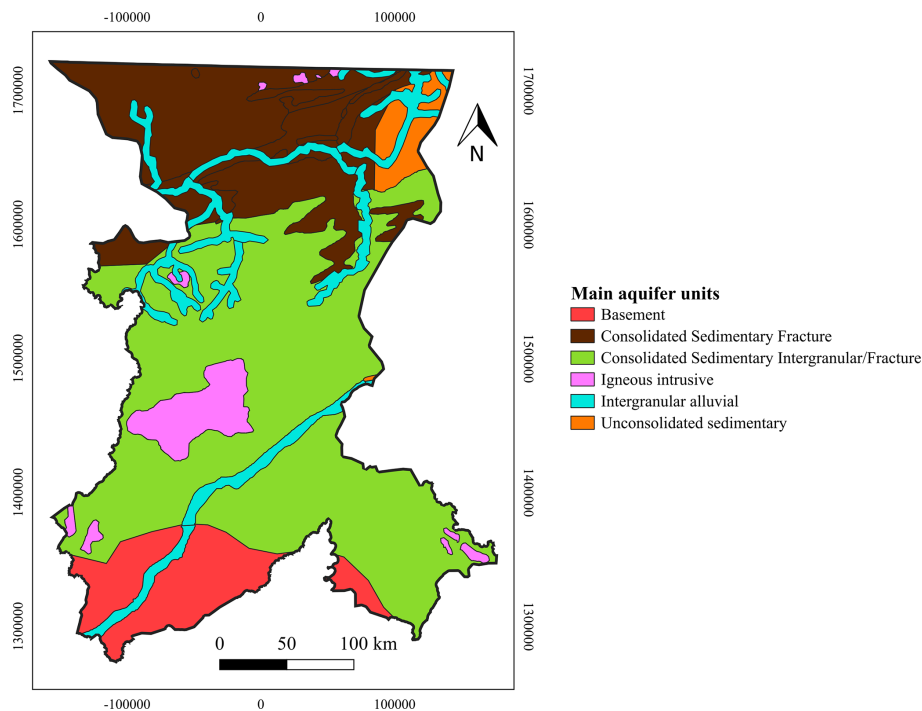 -100000 0 100000
1700000
1700000
N
1600000
1600000
Main aquifer units
Basement
Consolidated Sedimentary Fracture
Consolidated Sedimentary Intergranular/Fracture
Igneous intrusive
Intergranular alluvial
Unconsolidated sedimentary
1500000
1500000
1400000
1400000
1300000
1300000
0 50 100 km
-100000 0 100000